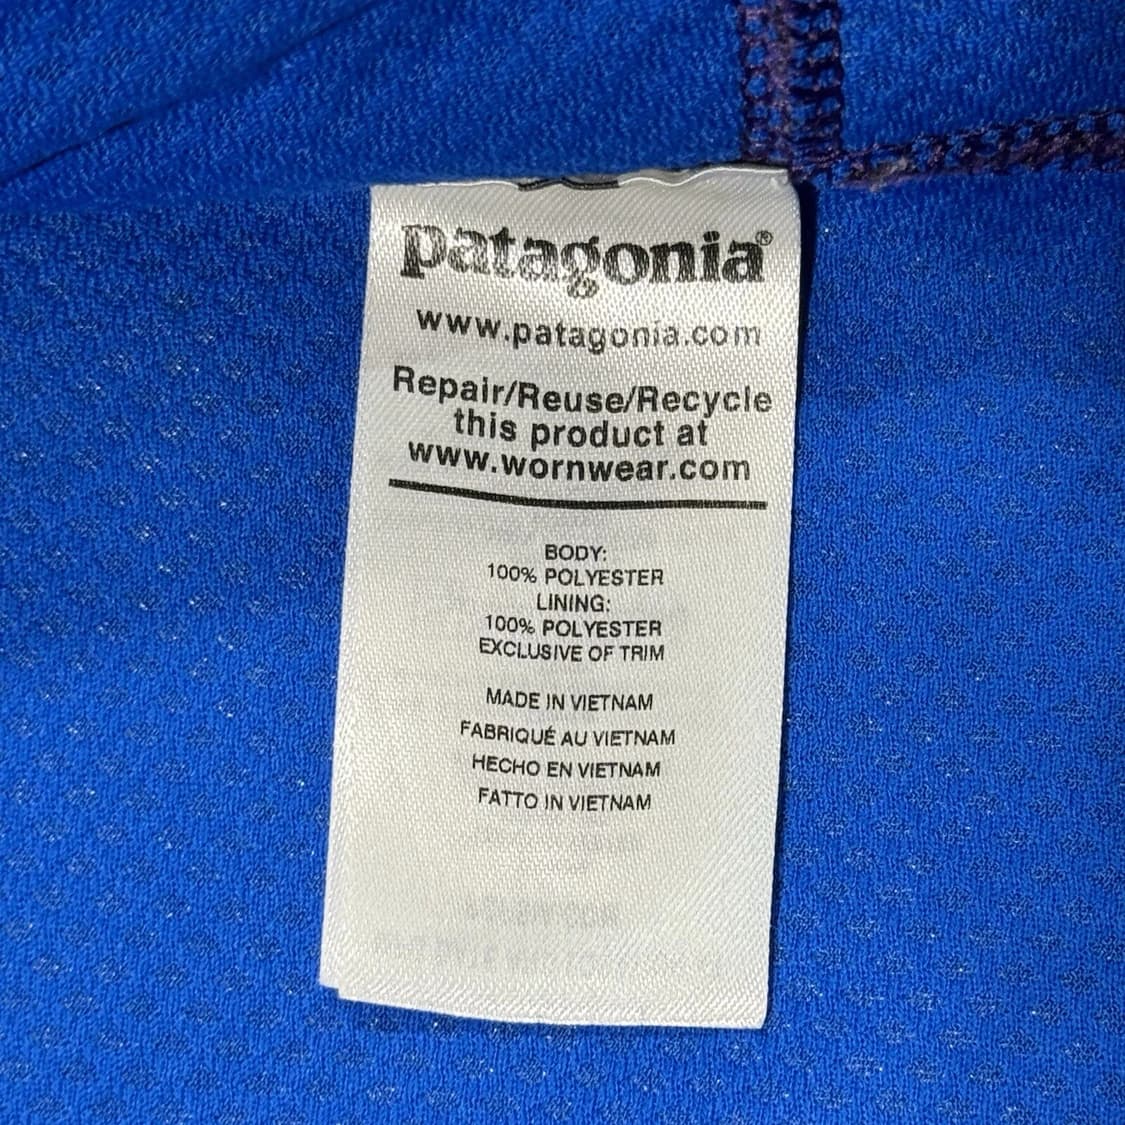 patagonia®
www.patagonia.com
Repair/Reuse/Recycle
this product at
www.wornwear.com
BODY:
100% POLYESTER
LINING:
100% POLYESTER
EXCLUSIVE OF TRIM
MADE IN VIETNAM
FABRIQUÉ AU VIETNAM
HECHO EN VIETNAM
FATTO IN VIETNAM